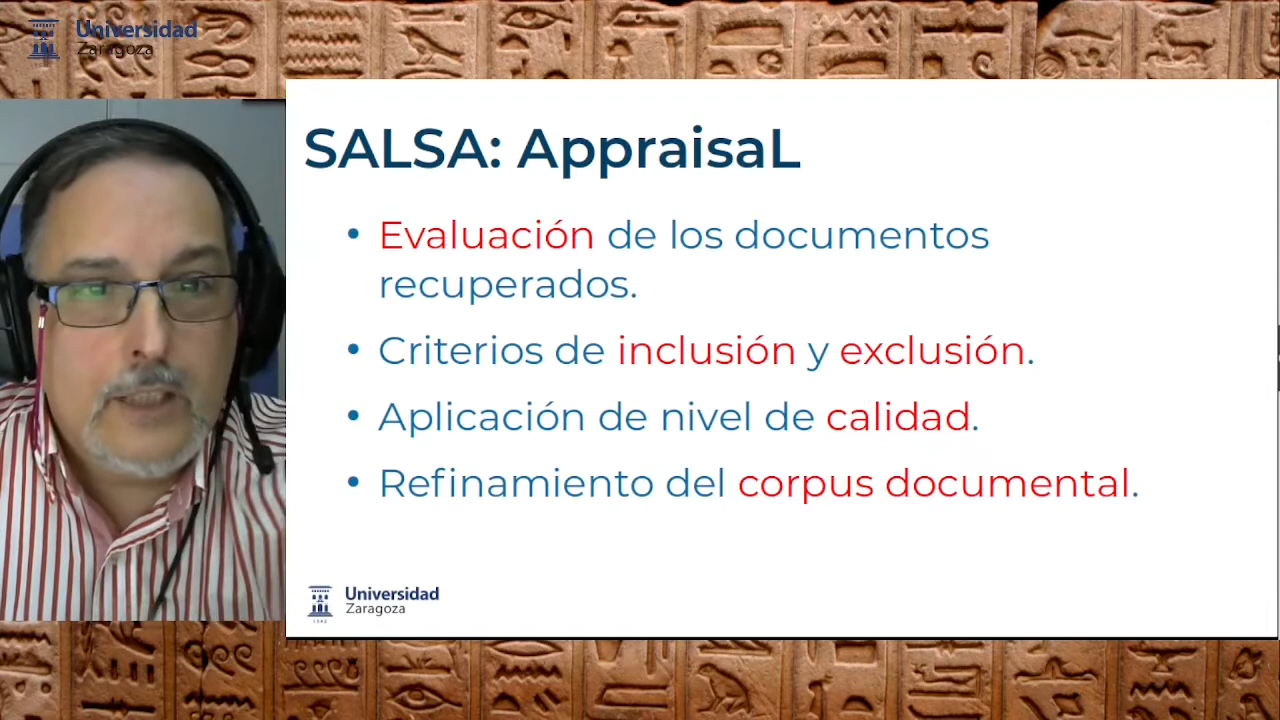 Universidad
Zaragoza
SALSA: AppraisaL
• Evaluación de los documentos
recuperados.
• Criterios de inclusión y exclusión.
• Aplicación de nivel de calidad.
• Refinamiento del corpus documental.
Universidad
Zaragoza
1542